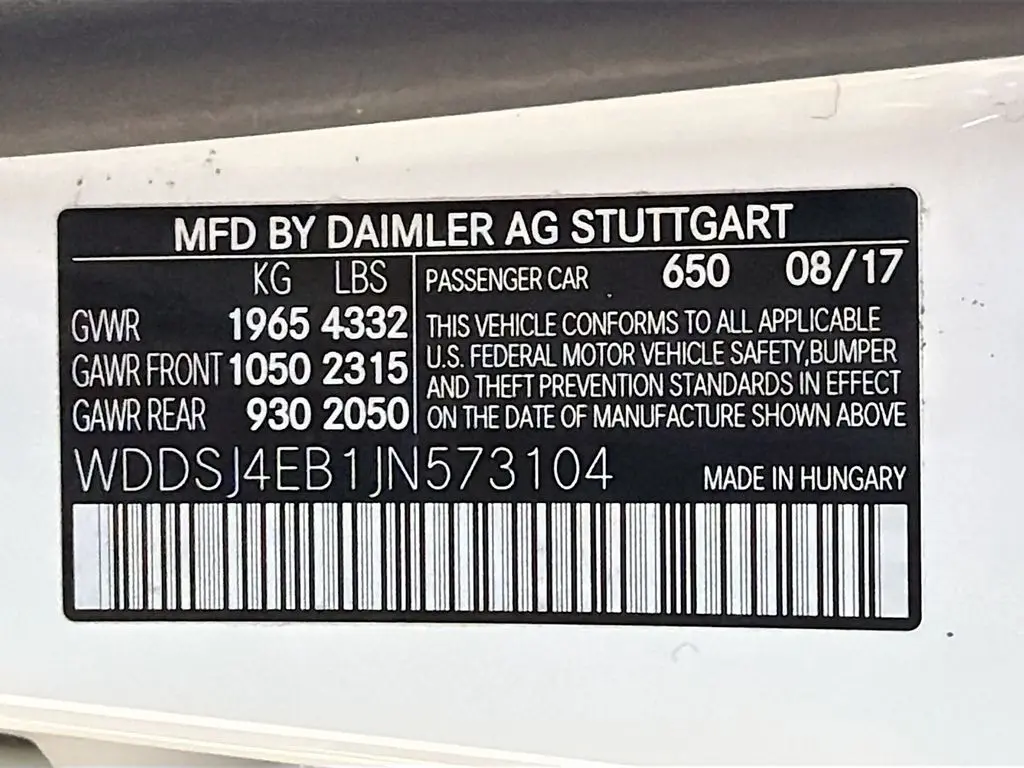 MFD BY DAIMLER AG STUTTGART
KG LBS
GVWR 1965 4332
GAWR FRONT 1050 2315
GAWR REAR 930 2050
PASSENGER CAR 650 08/17
THIS VEHICLE CONFORMS TO ALL APPLICABLE
U.S. FEDERAL MOTOR VEHICLE SAFETY,BUMPER
AND THEFT PREVENTION STANDARDS IN EFFECT
ON THE DATE OF MANUFACTURE SHOWN ABOVE
WDDSJ4EB1JN573104 MADE IN HUNGARY